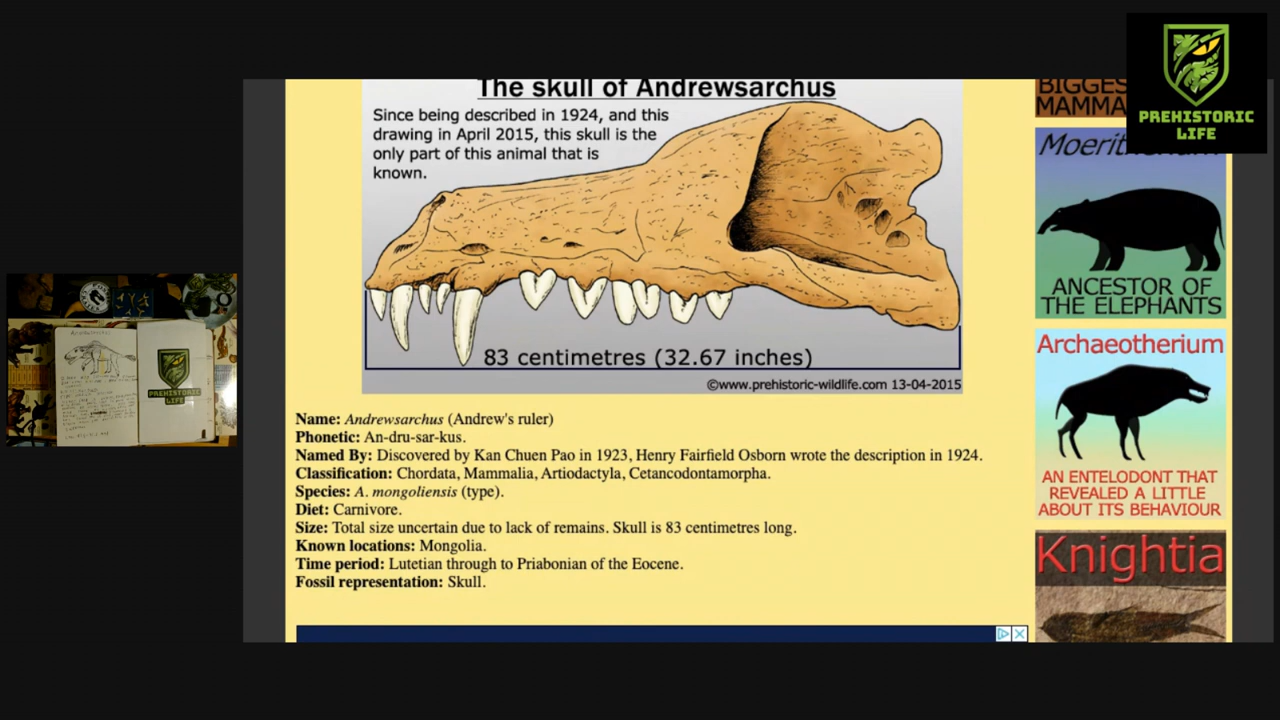 The skull of Andrewsarchus
Since being described in 1924, and this
drawing in April 2015, this skull is the
only part of this animal that is
known.
83 centimetres (32.67 inches)
©www.prehistoric-wildlife.com 13-04-2015
Name: Andrewsarchus (Andrew's ruler)
Phonetic: An-dru-sar-kus.
Named By: Discovered by Kan Chuen Pao in 1923, Henry Fairfield Osborn wrote the description in 1924.
Classification: Chordata, Mammalia, Artiodactyla, Cetancodontamorpha.
Species: A. mongoliensis (type).
Diet: Carnivore.
Size: Total size uncertain due to lack of remains. Skull is 83 centimetres long.
Known locations: Mongolia.
Time period: Lutetian through to Priabonian of the Eocene.
Fossil representation: Skull.
PREHISTORIC
LIFE
ANCESTOR OF
THE ELEPHANTS
Archaeotherium
AN ENTELODONT THAT
REVEALED A LITTLE
ABOUT ITS BEHAVIOUR
Knightia
PREHISTORIC
LIFE